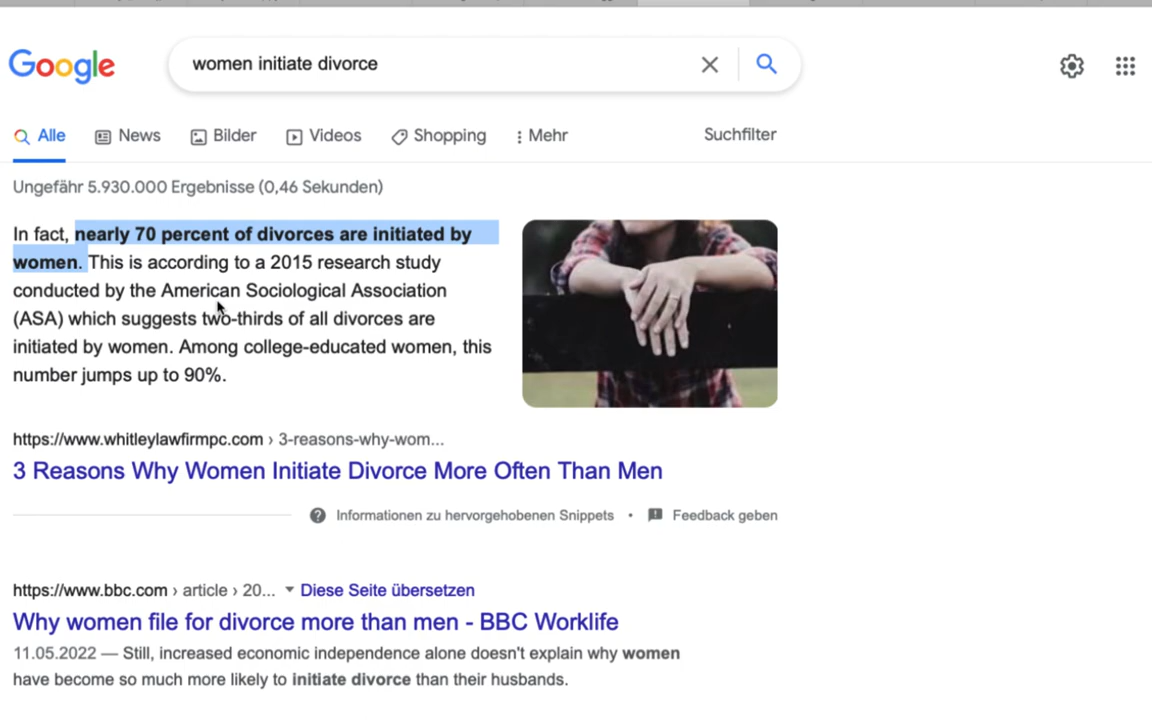 Google
women initiate divorce
Alle News Bilder Videos Shopping Mehr Suchfilter
Ungefähr 5.930.000 Ergebnisse (0,46 Sekunden)
In fact, nearly 70 percent of divorces are initiated by
women. This is according to a 2015 research study
conducted by the American Sociological Association
(ASA) which suggests two-thirds of all divorces are
initiated by women. Among college-educated women, this
number jumps up to 90%.
https://www.whitleylawfirmpc.com › 3-reasons-why-wom...
3 Reasons Why Women Initiate Divorce More Often Than Men
Informationen zu hervorgehobenen Snippets • Feedback geben
https://www.bbc.com › article › 20... Diese Seite übersetzen
Why women file for divorce more than men - BBC Worklife
11.05.2022 — Still, increased economic independence alone doesn't explain why women
have become so much more likely to initiate divorce than their husbands.